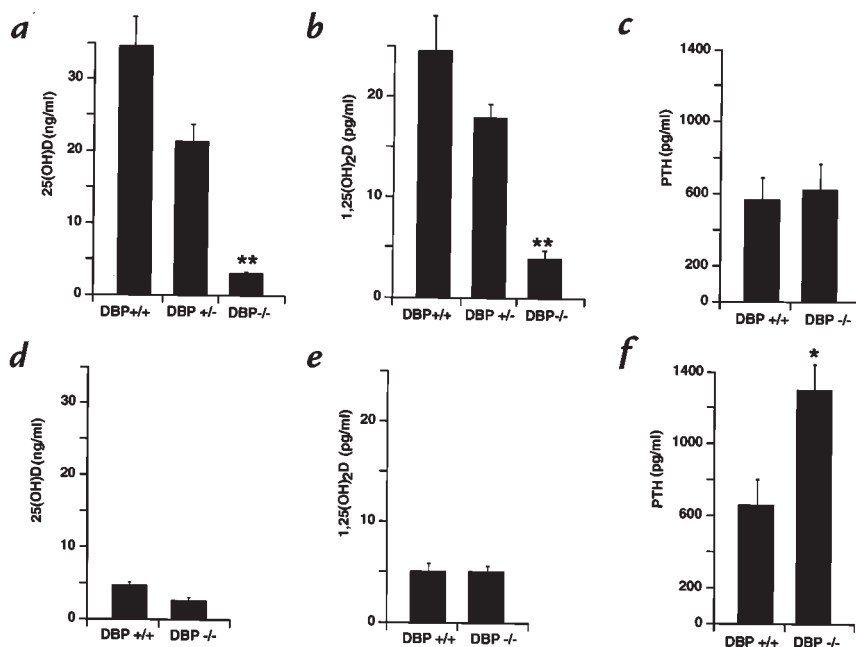 a
25(OH)D (ng/ml)
30
20
10
0
DBP+/+ DBP +/- DBP-/-
**
b
1,25(OH)₂D (pg/ml)
20
10
0
DBP+/+ DBP +/- DBP-/-
**
c
PTH (pg/ml)
1400
1000
600
200
0
DBP +/+ DBP -/-
d
25(OH)D (ng/ml)
30
20
10
0
DBP +/+ DBP -/-
e
1,25(OH)₂D (pg/ml)
20
10
0
DBP +/+ DBP -/-
f
PTH (pg/ml)
1400
1000
600
200
0
DBP +/+ DBP -/-
*